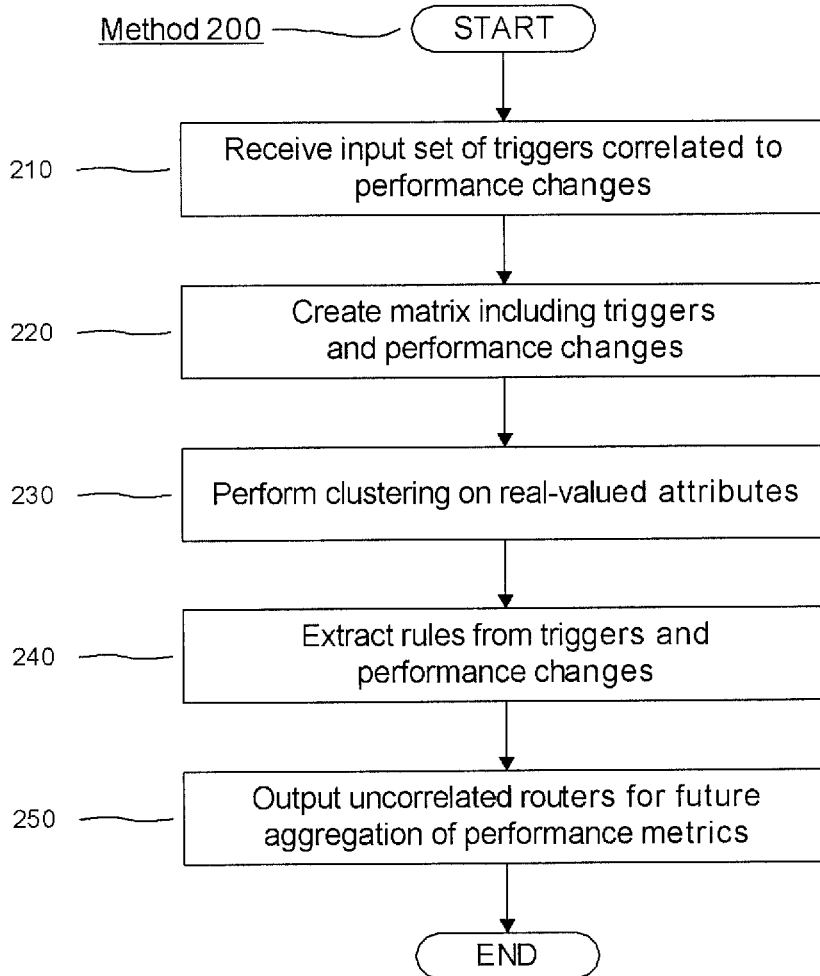 Method 200
START
210
Receive input set of triggers correlated to
performance changes
220
Create matrix including triggers
and performance changes
230
Perform clustering on real-valued attributes
240
Extract rules from triggers and
performance changes
250
Output uncorrelated routers for future
aggregation of performance metrics
END